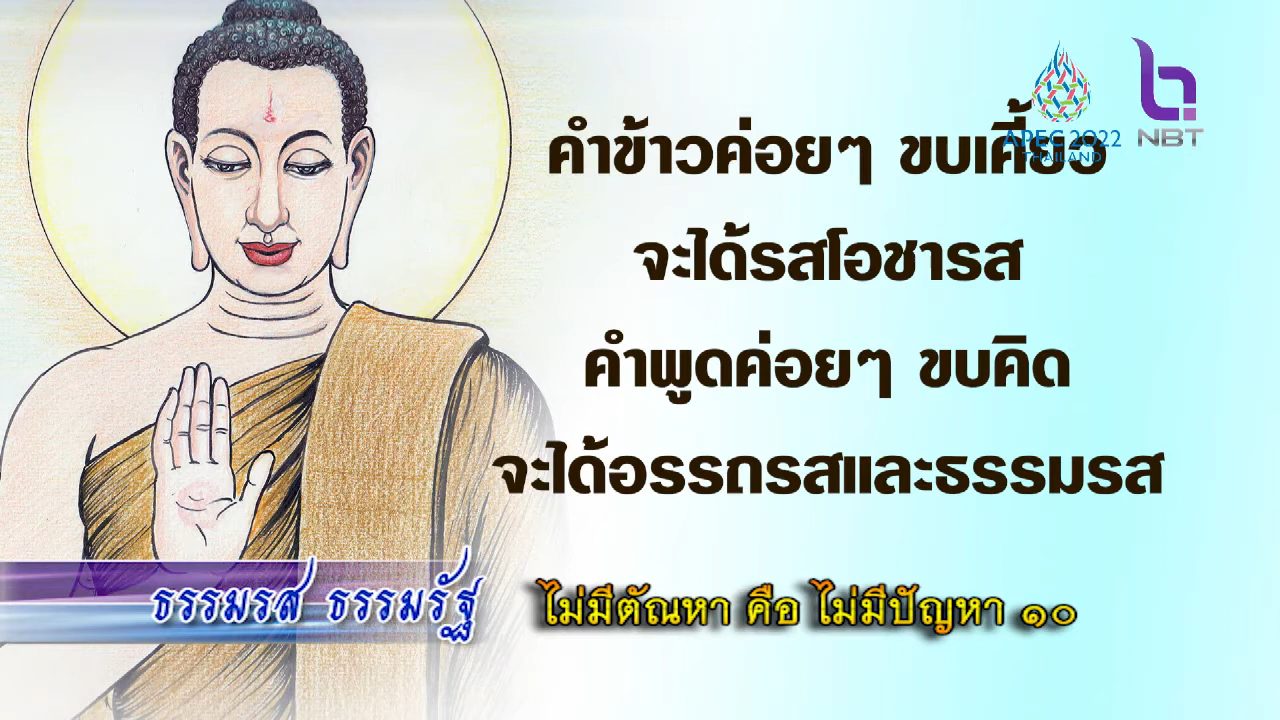 คำข้าวค่อยๆ ขบเคี้ยว
จะได้รสโอชารส
คำพูดค่อยๆ ขบคิด
จะได้อรรถรสและธรรมรส
ธรรมรส ธรรมรัฐ
ไม่มีตัณหา คือ ไม่มีปัญหา ๑๐
APEC 2022
THAILAND
NBT